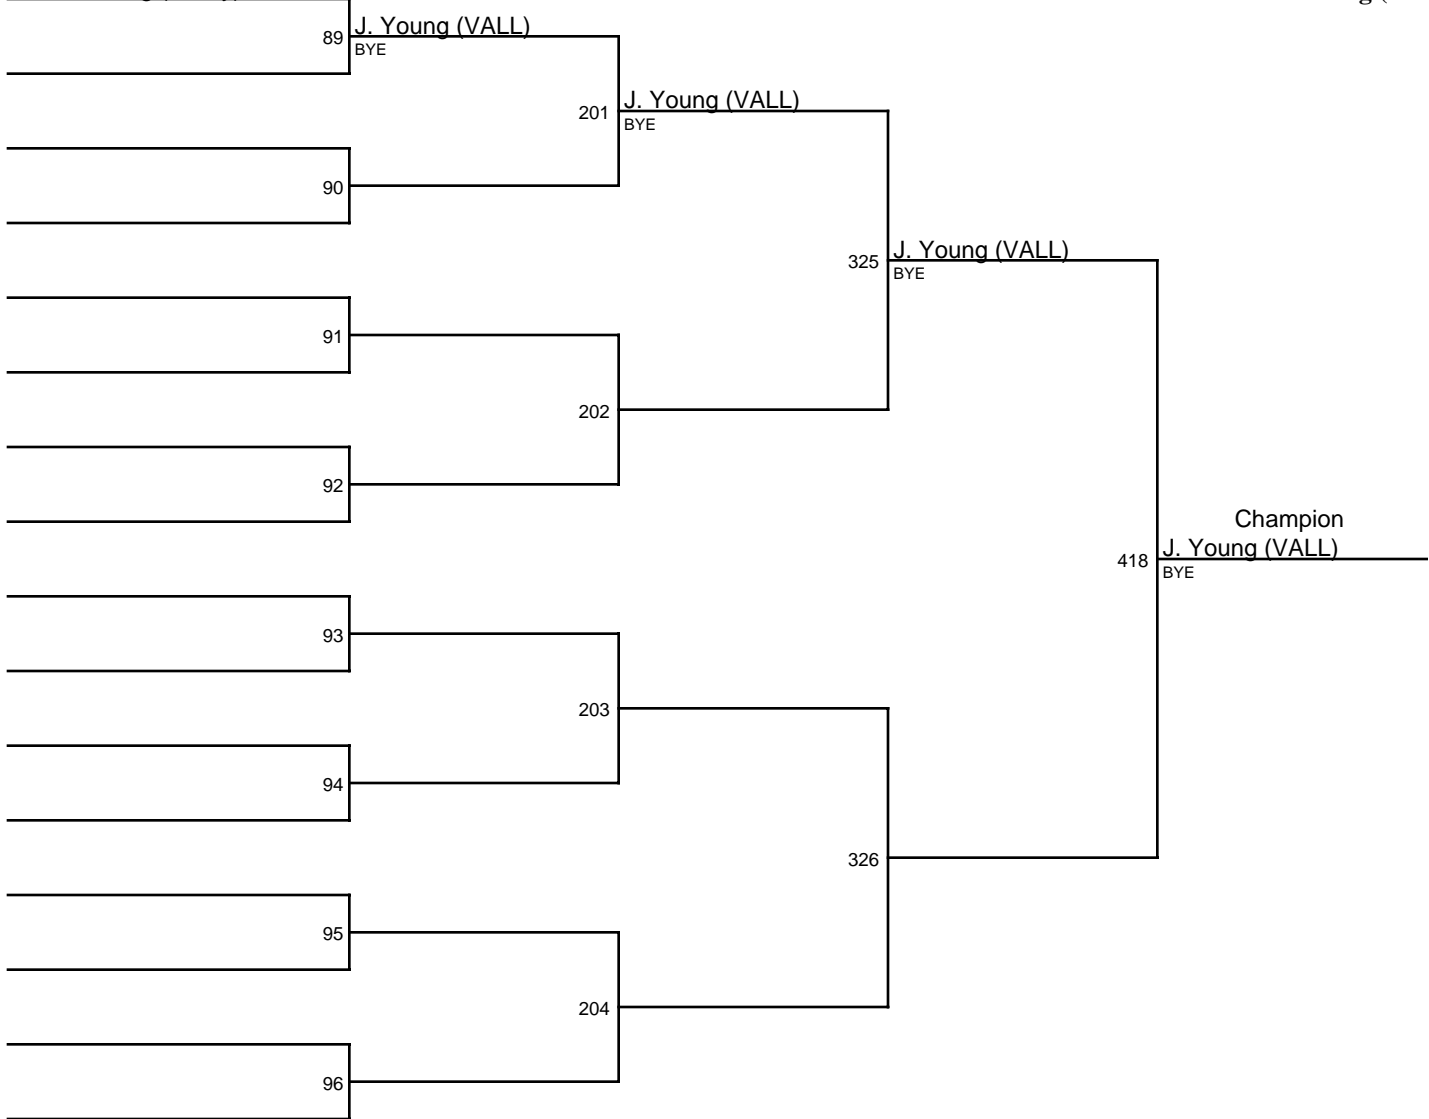 89 J. Young (VALL)
BYE
201 J. Young (VALL)
BYE
90
325 J. Young (VALL)
BYE
91
202
92
Champion
418 J. Young (VALL)
BYE
93
203
94
326
95
204
96